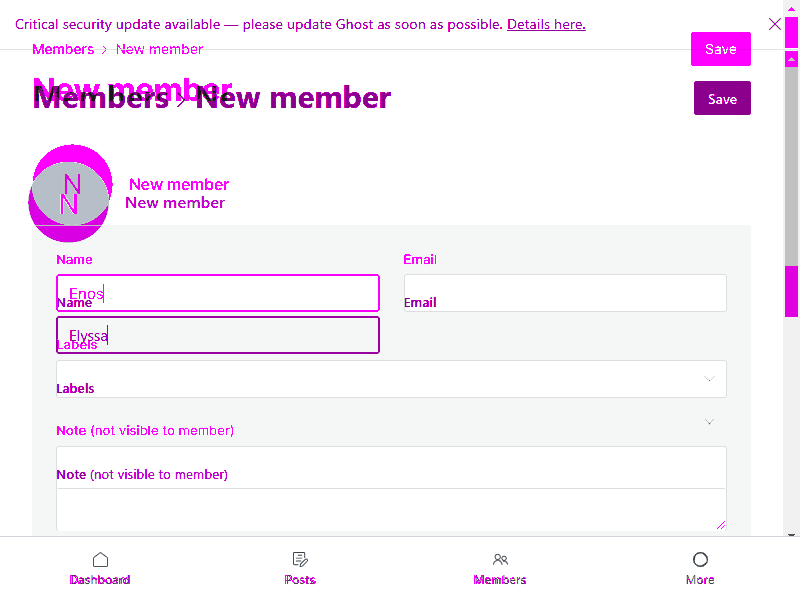 Critical security update available — please update Ghost as soon as possible. Details here.
Members > New member
Save
New member
Members > New member
Save
N
N
New member
New member
Name
Email
Enos
Name
Email
Elyssa
Labels
Labels
Note (not visible to member)
Note (not visible to member)
Dashboard
Posts
Members
More